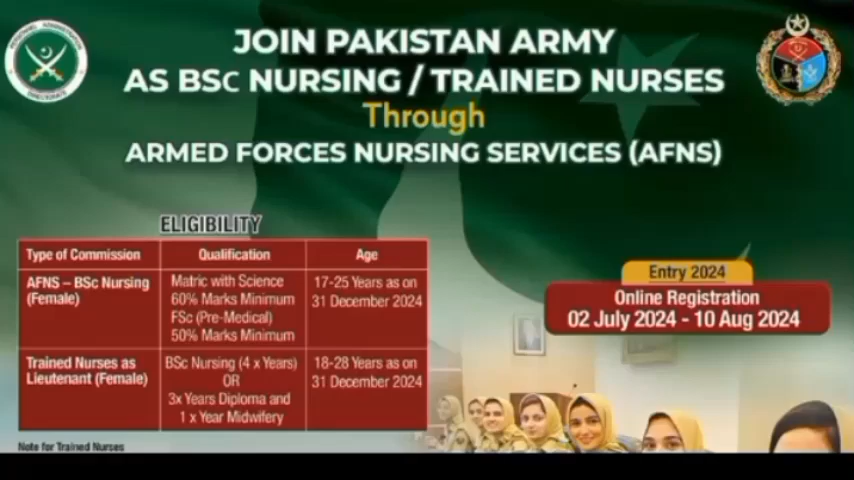 PERSONNEL ADMINISTRATION
DIRECTORATE
JOIN PAKISTAN ARMY
AS BSc NURSING / TRAINED NURSES
Through
ARMED FORCES NURSING SERVICES (AFNS)
ELIGIBILITY
Type of Commission
Qualification
Age
AFNS – BSc Nursing
(Female)
Matric with Science
60% Marks Minimum
FSc (Pre-Medical)
50% Marks Minimum
17-25 Years as on
31 December 2024
Trained Nurses as
Lieutenant (Female)
BSc Nursing (4 x Years)
OR
3x Years Diploma and
1 x Year Midwifery
18-28 Years as on
31 December 2024
Note for Trained Nurses
Entry 2024
Online Registration
02 July 2024 - 10 Aug 2024